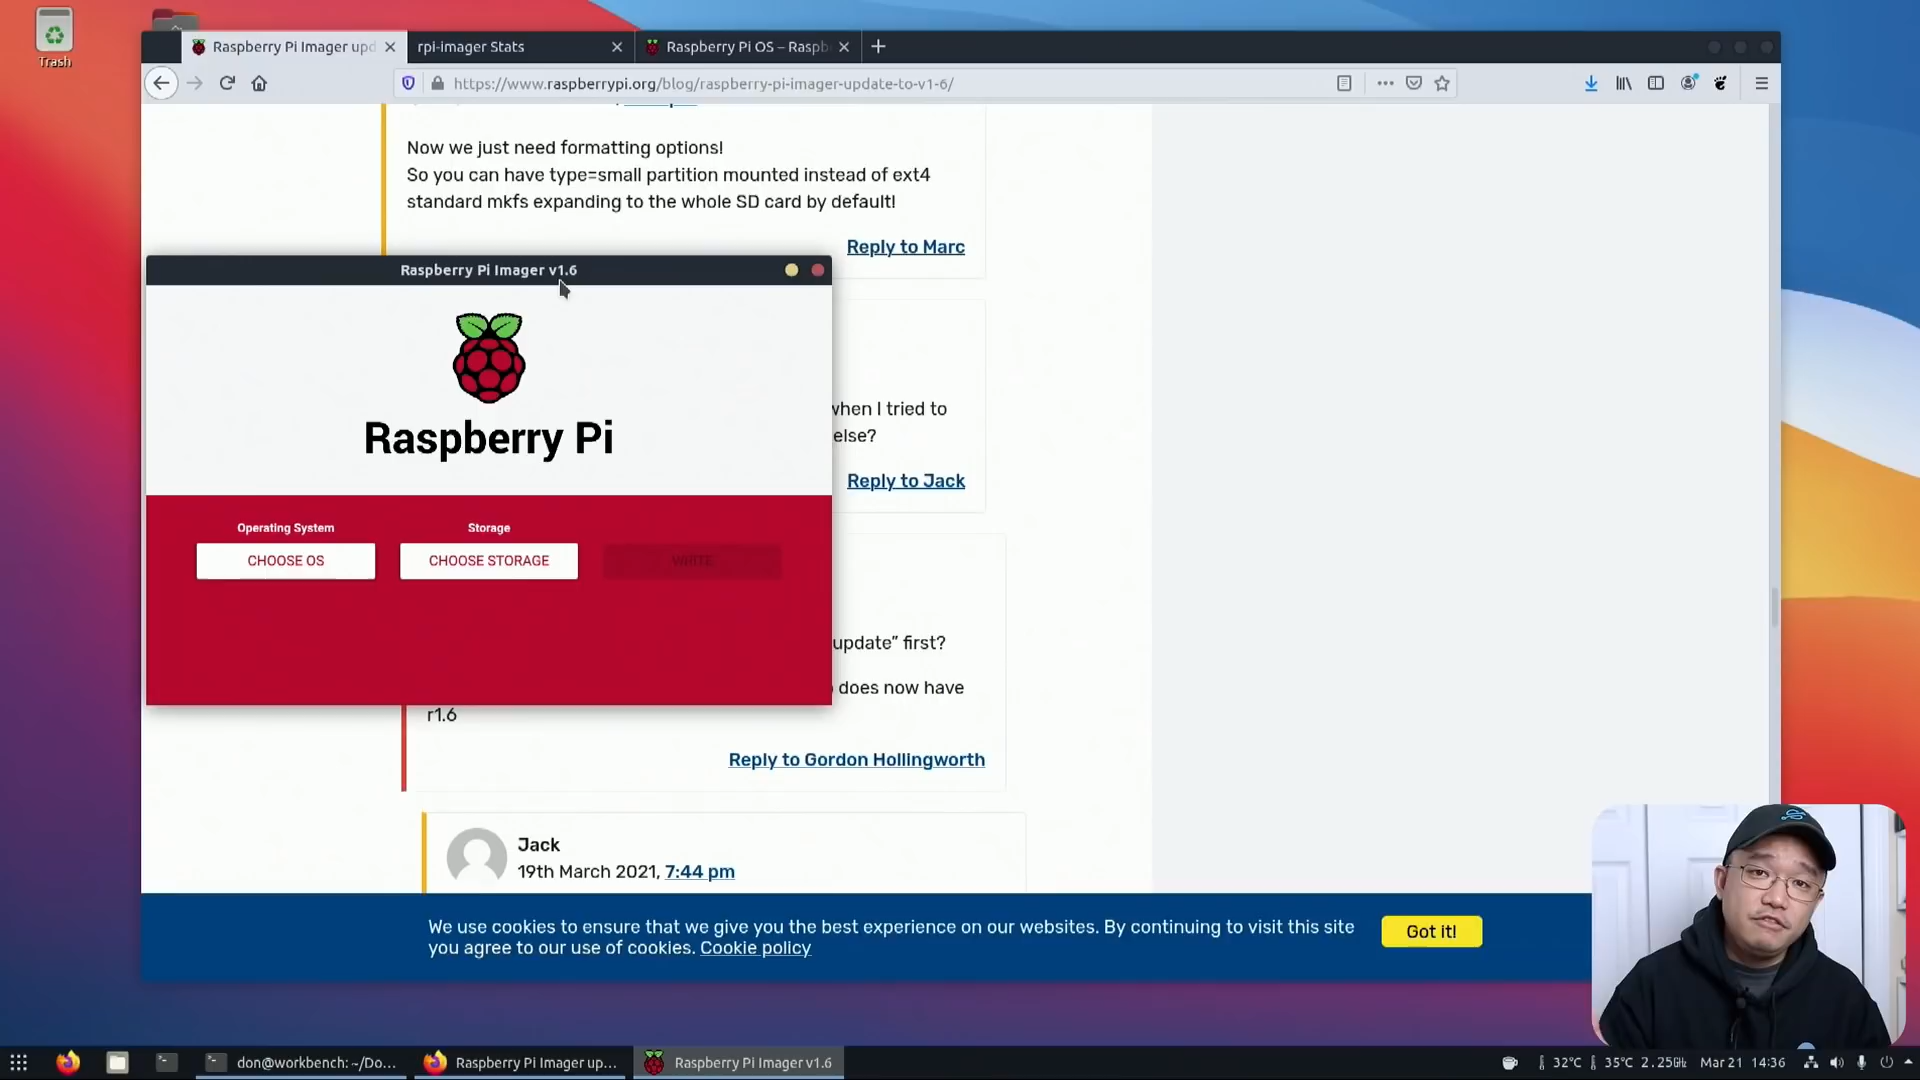 Trash
Raspberry Pi Imager upd
rpi-imager Stats
Raspberry Pi OS – Raspb
https://www.raspberrypi.org/blog/raspberry-pi-imager-update-to-v1-6/
Now we just need formatting options!
So you can have type=small partition mounted instead of ext4
standard mkfs expanding to the whole SD card by default!
Reply to Marc
Raspberry Pi Imager v1.6
Raspberry Pi
Operating System
Storage
CHOOSE OS
CHOOSE STORAGE
WRITE
when I tried to
else?
Reply to Jack
update” first?
does now have
r1.6
Reply to Gordon Hollingworth
Jack
19th March 2021, 7:44 pm
We use cookies to ensure that we give you the best experience on our websites. By continuing to visit this site
you agree to our use of cookies. Cookie policy
Got it!
don@workbench: ~/Do...
Raspberry Pi Imager up...
Raspberry Pi Imager v1.6
32°C
35°C
2.25GHz
Mar 21 14:36